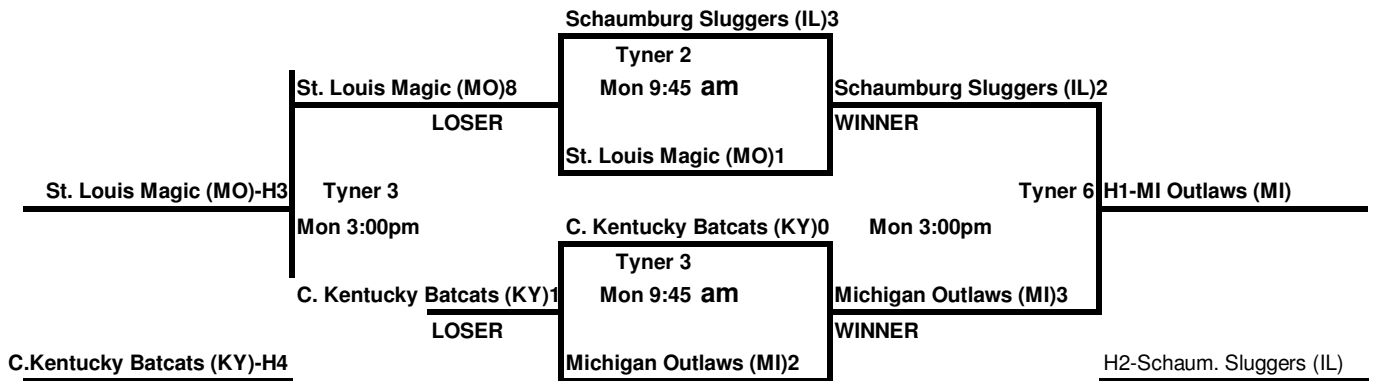 Schaumburg Sluggers (IL)3
Tyner 2
St. Louis Magic (MO)8 Mon 9:45 am Schaumburg Sluggers (IL)2
LOSER WINNER
St. Louis Magic (MO)1
St. Louis Magic (MO)-H3 Tyner 3 Tyner 6 H1-MI Outlaws (MI)
Mon 3:00pm C. Kentucky Batcats (KY)0 Mon 3:00pm
Tyner 3
C. Kentucky Batcats (KY)1 Mon 9:45 am Michigan Outlaws (MI)3
LOSER WINNER
C.Kentucky Batcats (KY)-H4 Michigan Outlaws (MI)2 H2-Schaum. Sluggers (IL)